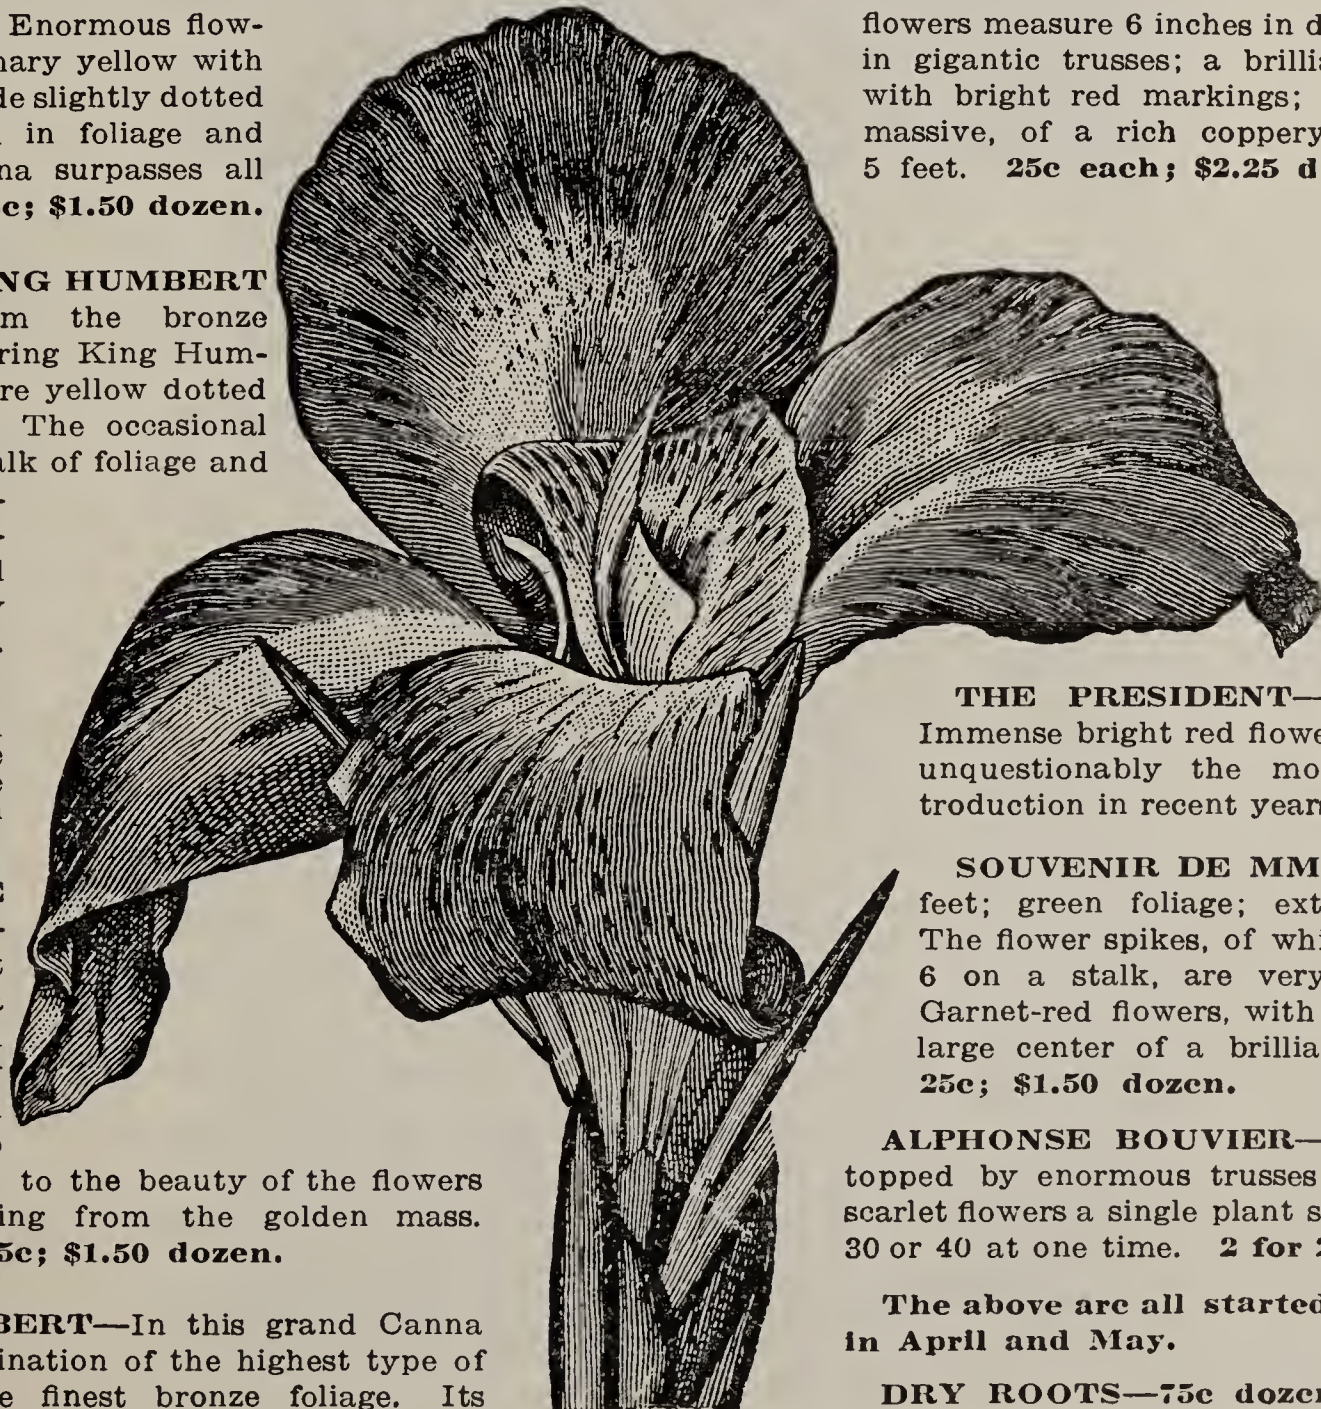 Enormous flow-
nary yellow with
de slightly dotted
in foliage and
na surpasses all
c; $1.50 dozen.
NG HUMBERT
m the bronze
ring King Hum-
re yellow dotted
The occasional
alk of foliage and
to the beauty of the flowers
ing from the golden mass.
5c; $1.50 dozen.
BERT—In this grand Canna
ination of the highest type of
e finest bronze foliage. Its
flowers measure 6 inches in d
in gigantic trusses; a brillia
with bright red markings;
massive, of a rich coppery
5 feet. 25c each; $2.25 d
THE PRESIDENT—
Immense bright red flowe
unquestionably the mo
troduction in recent year
SOUVENIR DE MM
feet; green foliage; ext
The flower spikes, of whi
6 on a stalk, are very
Garnet-red flowers, with
large center of a brillia
25c; $1.50 dozen.
ALPHONSE BOUVIER—
topped by enormous trusses
scarlet flowers a single plant s
30 or 40 at one time. 2 for 2
The above are all started
in April and May.
DRY ROOTS—75c dozen